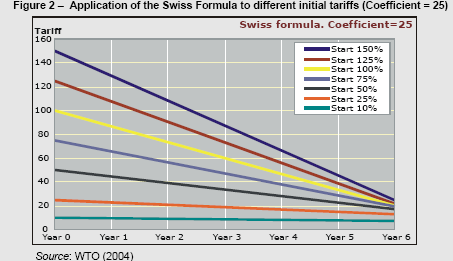 Figure 2 – Application of the Swiss Formula to different initial tariffs (Coefficient = 25)
Swiss formula. Coefficient=25
Tariff
160
140
120
100
80
60
40
20
0
Start 150%
Start 125%
Start 100%
Start 75%
Start 50%
Start 25%
Start 10%
Year 0 Year 1 Year 2 Year 3 Year 4 Year 5 Year 6
Source: WTO (2004)